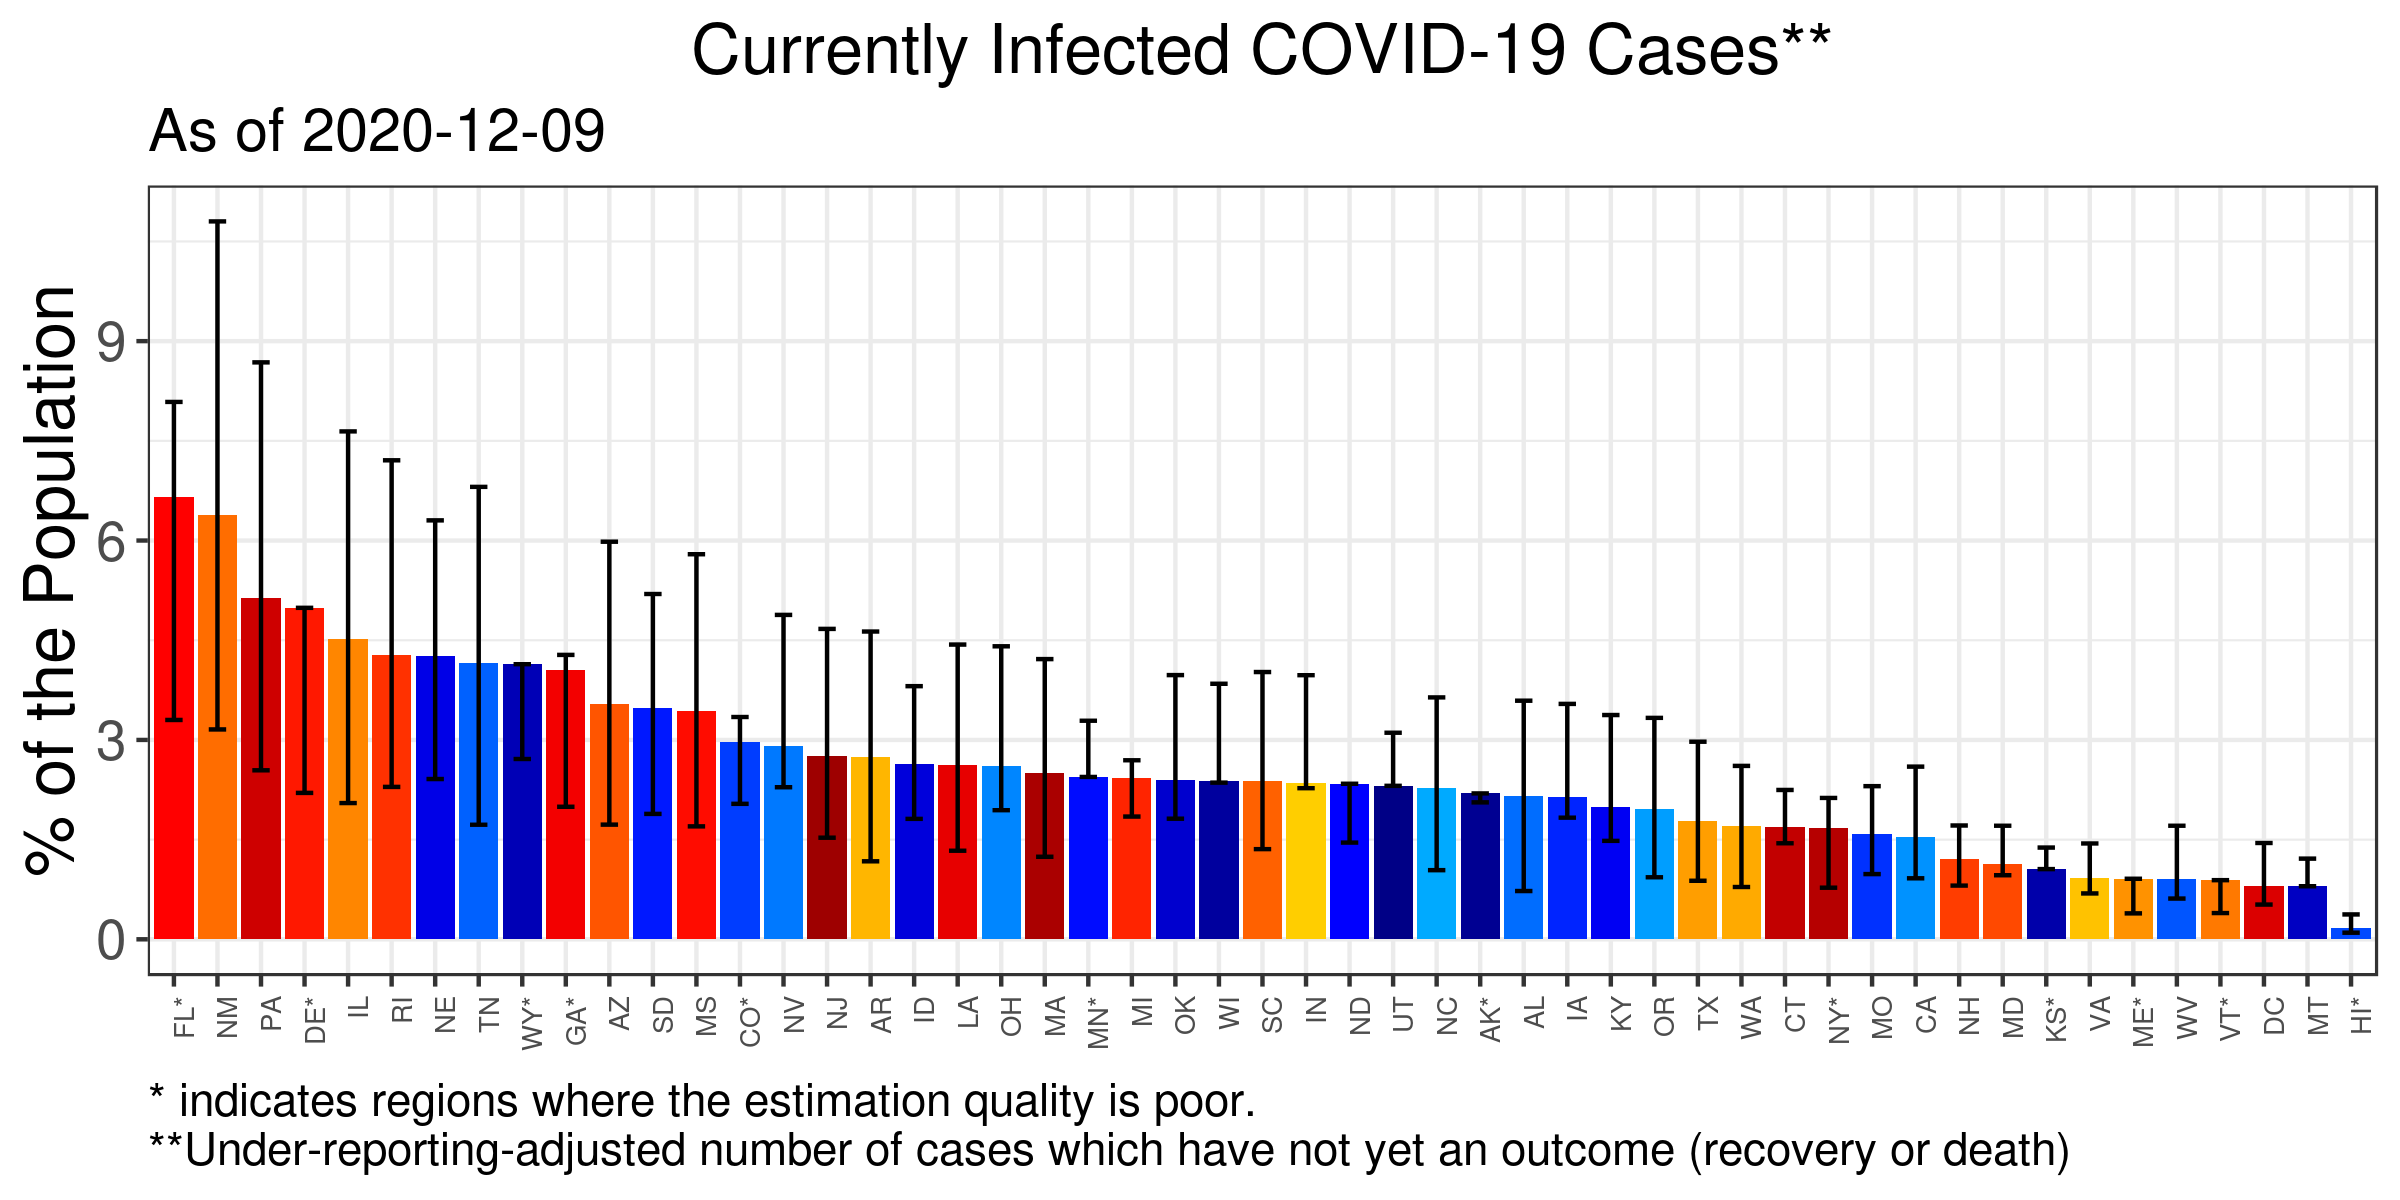 Currently Infected COVID-19 Cases**
As of 2020-12-09
% of the Population
9
6
3
0
FL* NM PA DE* IL RI NE TN WY* GA* AZ SD MS CO* NV NJ AR ID LA OH MA MN* MI OK WI SC IN ND UT NC AK* AL IA KY OR TX WA CT NY* MO CA NH MD KS* VA ME* WV VT* DC MT HI*
* indicates regions where the estimation quality is poor.
**Under-reporting-adjusted number of cases which have not yet an outcome (recovery or death)